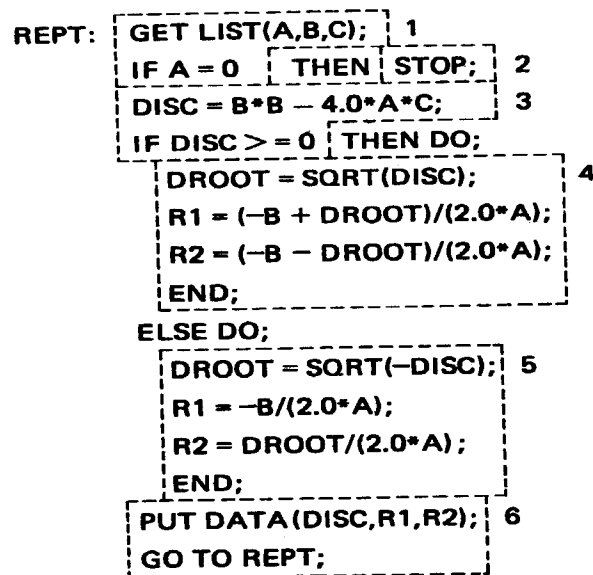 REPT: GET LIST(A,B,C); 1
IF A = 0 THEN STOP; 2
DISC = B*B − 4.0*A*C; 3
IF DISC > = 0 THEN DO;
DROOT = SQRT(DISC); 4
R1 = (−B + DROOT)/(2.0*A);
R2 = (−B − DROOT)/(2.0*A);
END;
ELSE DO;
DROOT = SQRT(−DISC); 5
R1 = −B/(2.0*A);
R2 = DROOT/(2.0*A);
END;
PUT DATA(DISC,R1,R2); 6
GO TO REPT;